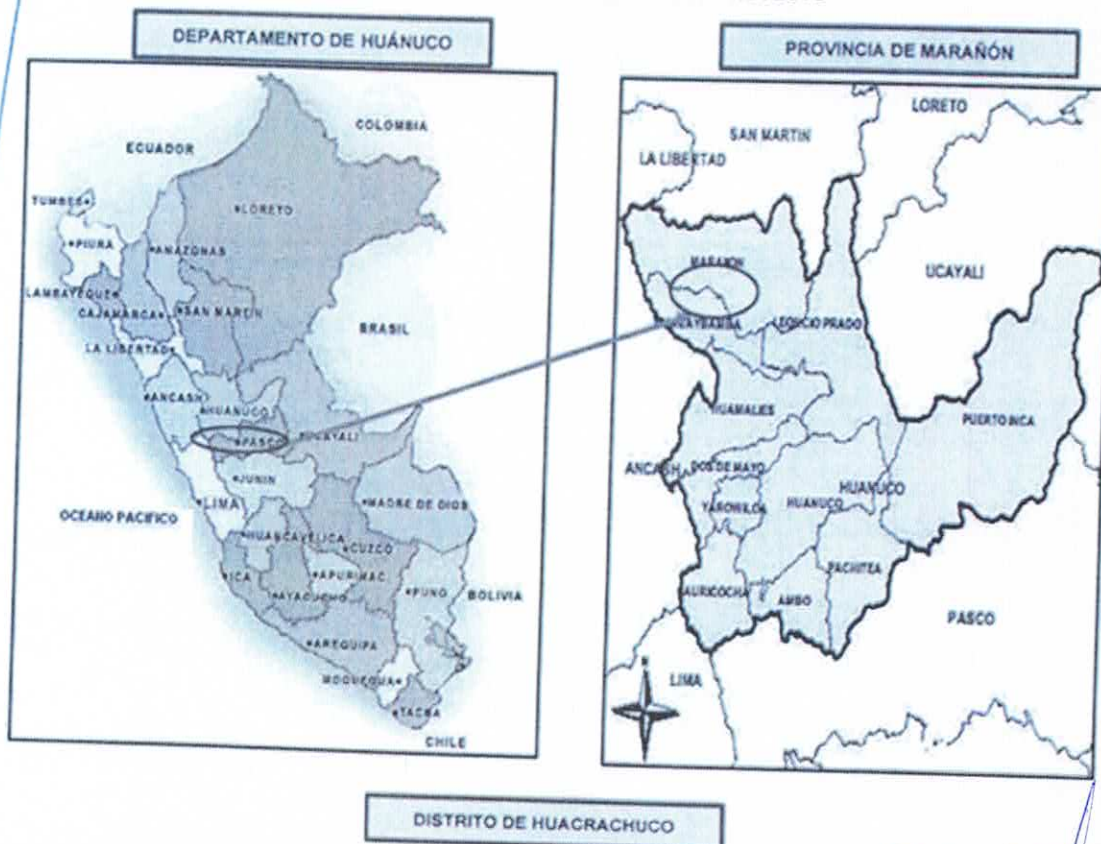 DEPARTAMENTO DE HUÁNUCO
COLOMBIA
ECUADOR
TUMBES
LORETO
PIURA
AMAZONAS
LAMBAYEQUE
CAJAMARCA
SAN MARTIN
BRASIL
LA LIBERTAD
ANCASH
HUANUCO
PASCO
UCAYALI
JUNIN
LIMA
MADRE DE DIOS
OCEANO PACIFICO
HUANCAVELICA
CUZCO
ICA
APURIMAC
AYACUCHO
PUNO
BOLIVIA
AREQUIPA
MOQUEGUA
TACNA
CHILE
PROVINCIA DE MARAÑÓN
LORETO
SAN MARTIN
LA LIBERTAD
MARAÑON
UCAYALI
HUAYBAMBA
LEONCIO PRADO
HUAMALIES
PUERTO INCA
ANCASH
DOS DE MAYO
HUANUCO
YAROWILCA
HUANUCO
PACHITEA
AURICOCHA
AMBO
PASCO
LIMA
N
DISTRITO DE HUACRACHUCO